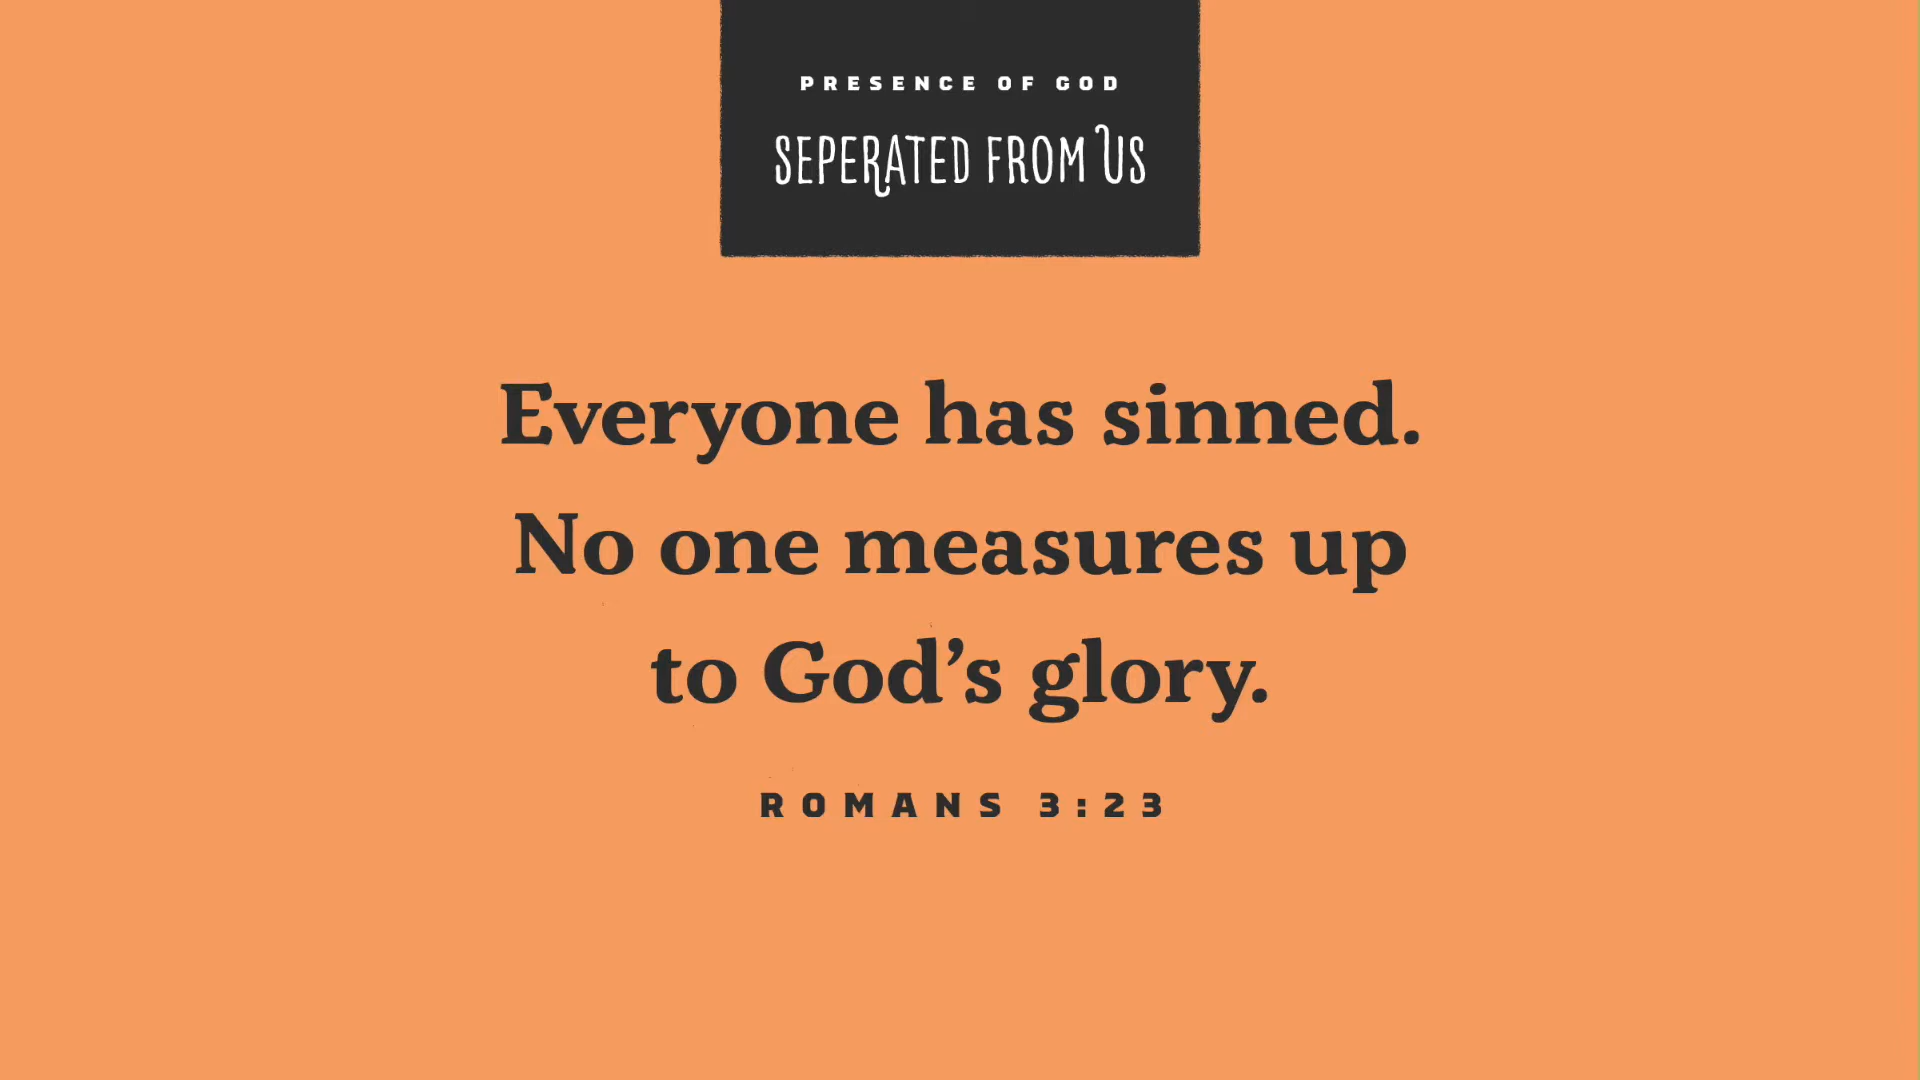 PRESENCE OF GOD
SEPERATED FROM US
Everyone has sinned.
No one measures up
to God’s glory.
ROMANS 3:23